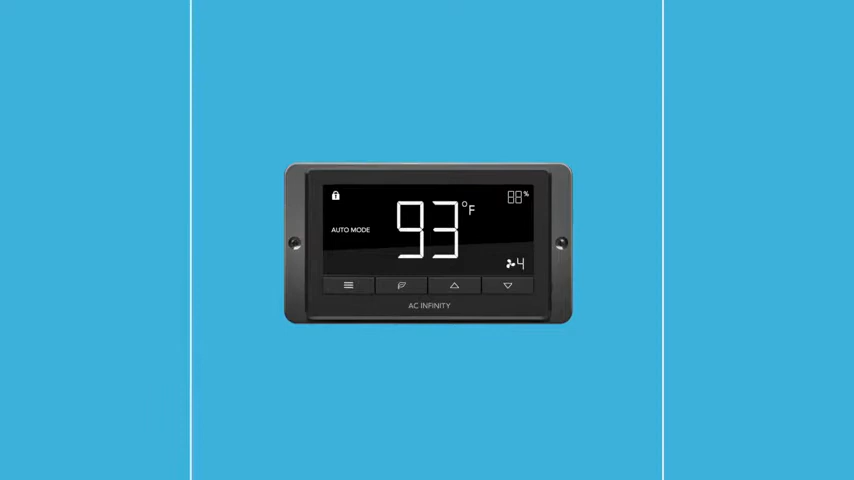 88%
93°F
AUTO MODE
4
AC INFINITY